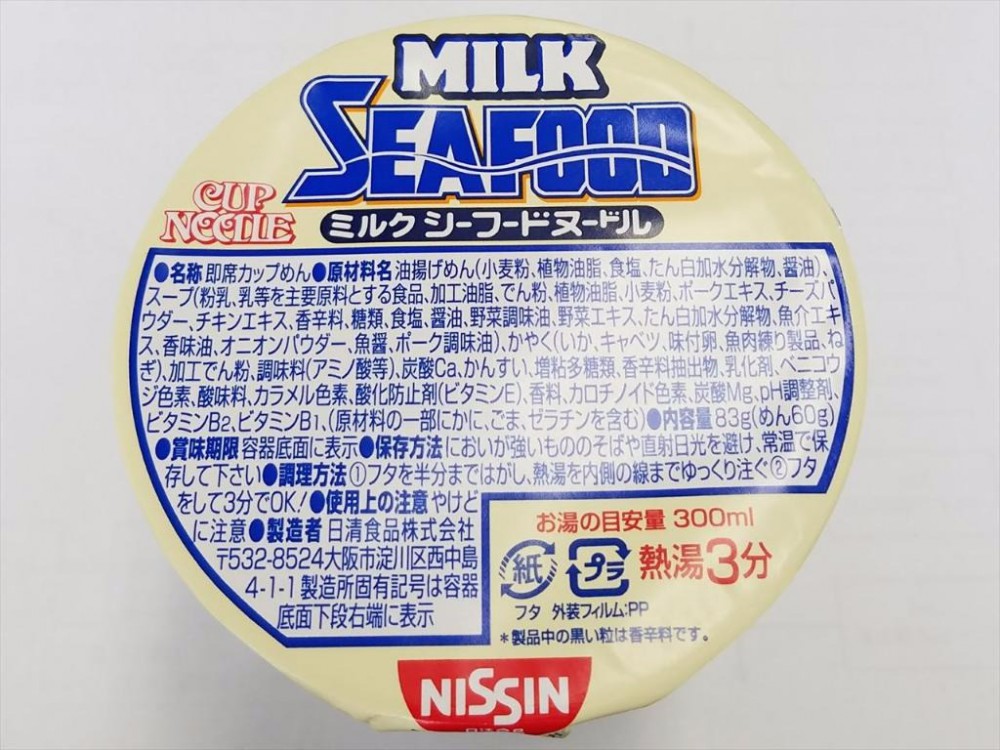 MILK
SEAFOOD
CUP
NOODLE
ミルク シーフードヌードル
●名称 即席カップめん●原材料名 油揚げめん(小麦粉、植物油脂、食塩、たん白加水分解物、醤油)、
スープ(粉乳、乳等を主要原料とする食品、加工油脂、でん粉、植物油脂、小麦粉、ポークエキス、チーズパ
ウダー、チキンエキス、香辛料、糖類、食塩、醤油、野菜調味油、野菜エキス、たん白加水分解物、魚介エキ
ス、香味油、オニオンパウダー、魚醤、ポーク調味油)、かやく(いか、キャベツ、味付卵、魚肉練り製品、ね
ぎ)、加工でん粉、調味料(アミノ酸等)、炭酸Ca、かんすい、増粘多糖類、香辛料抽出物、乳化剤、ベニコウ
ジ色素、酸味料、カラメル色素、酸化防止剤(ビタミンE)、香料、カロチノイド色素、炭酸Mg、pH調整剤、
ビタミンB2、ビタミンB1、(原材料の一部にかに、ごま、ゼラチンを含む)●内容量 83g(めん60g)
●賞味期限 容器底面に表示●保存方法 においが強いもののそばや直射日光を避け、常温で保
存して下さい●調理方法 ①フタを半分まではがし、熱湯を内側の線までゆっくり注ぐ②フタ
をして3分でOK!●使用上の注意 やけど
に注意●製造者 日清食品株式会社
〒532-8524大阪市淀川区西中島
4-1-1 製造所固有記号は容器
底面下段右端に表示
お湯の目安量 300ml
紙 プラ 熱湯3分
フタ 外装フィルム:PP
*製品中の黒い粒は香辛料です。
NISSIN